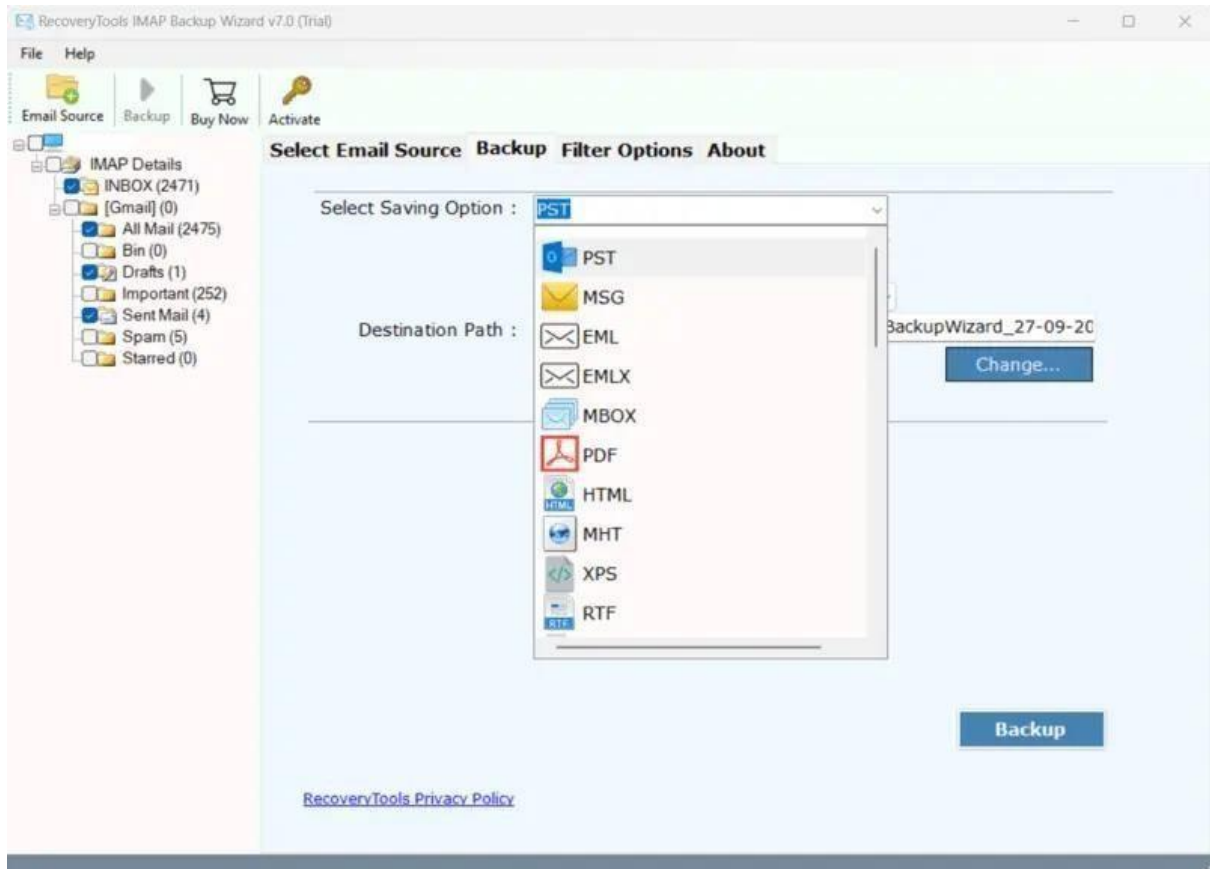 RecoveryTools IMAP Backup Wizard v7.0 (Trial)
File Help
Email Source Backup Buy Now Activate
IMAP Details
INBOX (2471)
[Gmail] (0)
All Mail (2475)
Bin (0)
Drafts (1)
Important (252)
Sent Mail (4)
Spam (5)
Starred (0)
Select Email Source Backup Filter Options About
Select Saving Option : PST
PST
MSG
EML
EMLX
MBOX
PDF
HTML
MHT
XPS
RTF
Destination Path : BackupWizard_27-09-20
Change...
Backup
RecoveryTools Privacy Policy